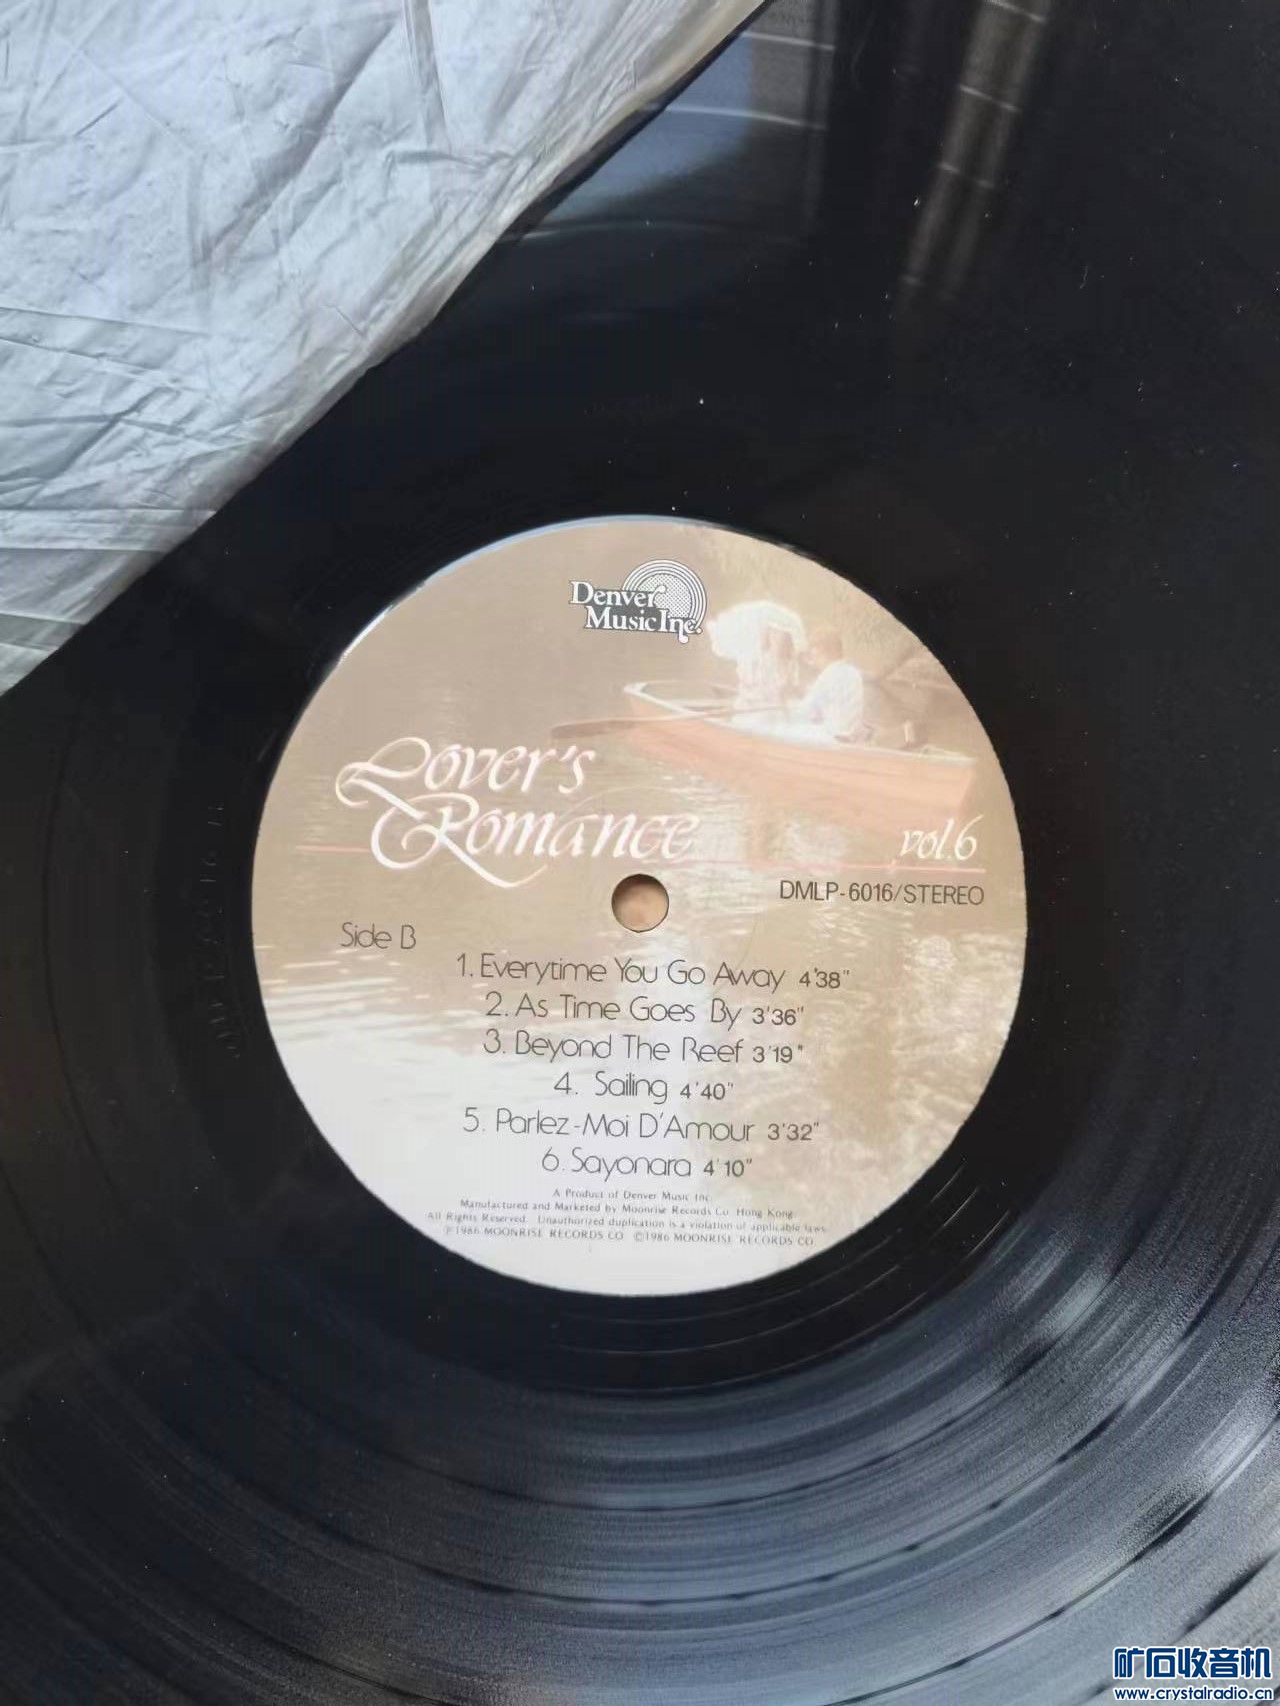 Denver
Music Inc.
Lover's
Romance
vol.6
DMLP-6016/STEREO
Side B
1. Everytime You Go Away 4'38"
2. As Time Goes By 3'36"
3. Beyond The Reef 3'19"
4. Sailing 4'40"
5. Parlez-Moi D'Amour 3'32"
6. Sayonara 4'10"
A Product of Denver Music Inc.
Manufactured and Marketed by Moonrise Records Co. Hong Kong.
All Rights Reserved. Unauthorized duplication is a violation of applicable laws.
℗1986 MOONRISE RECORDS CO. ©1986 MOONRISE RECORDS CO.
矿石收音机
www.crystalradio.cn